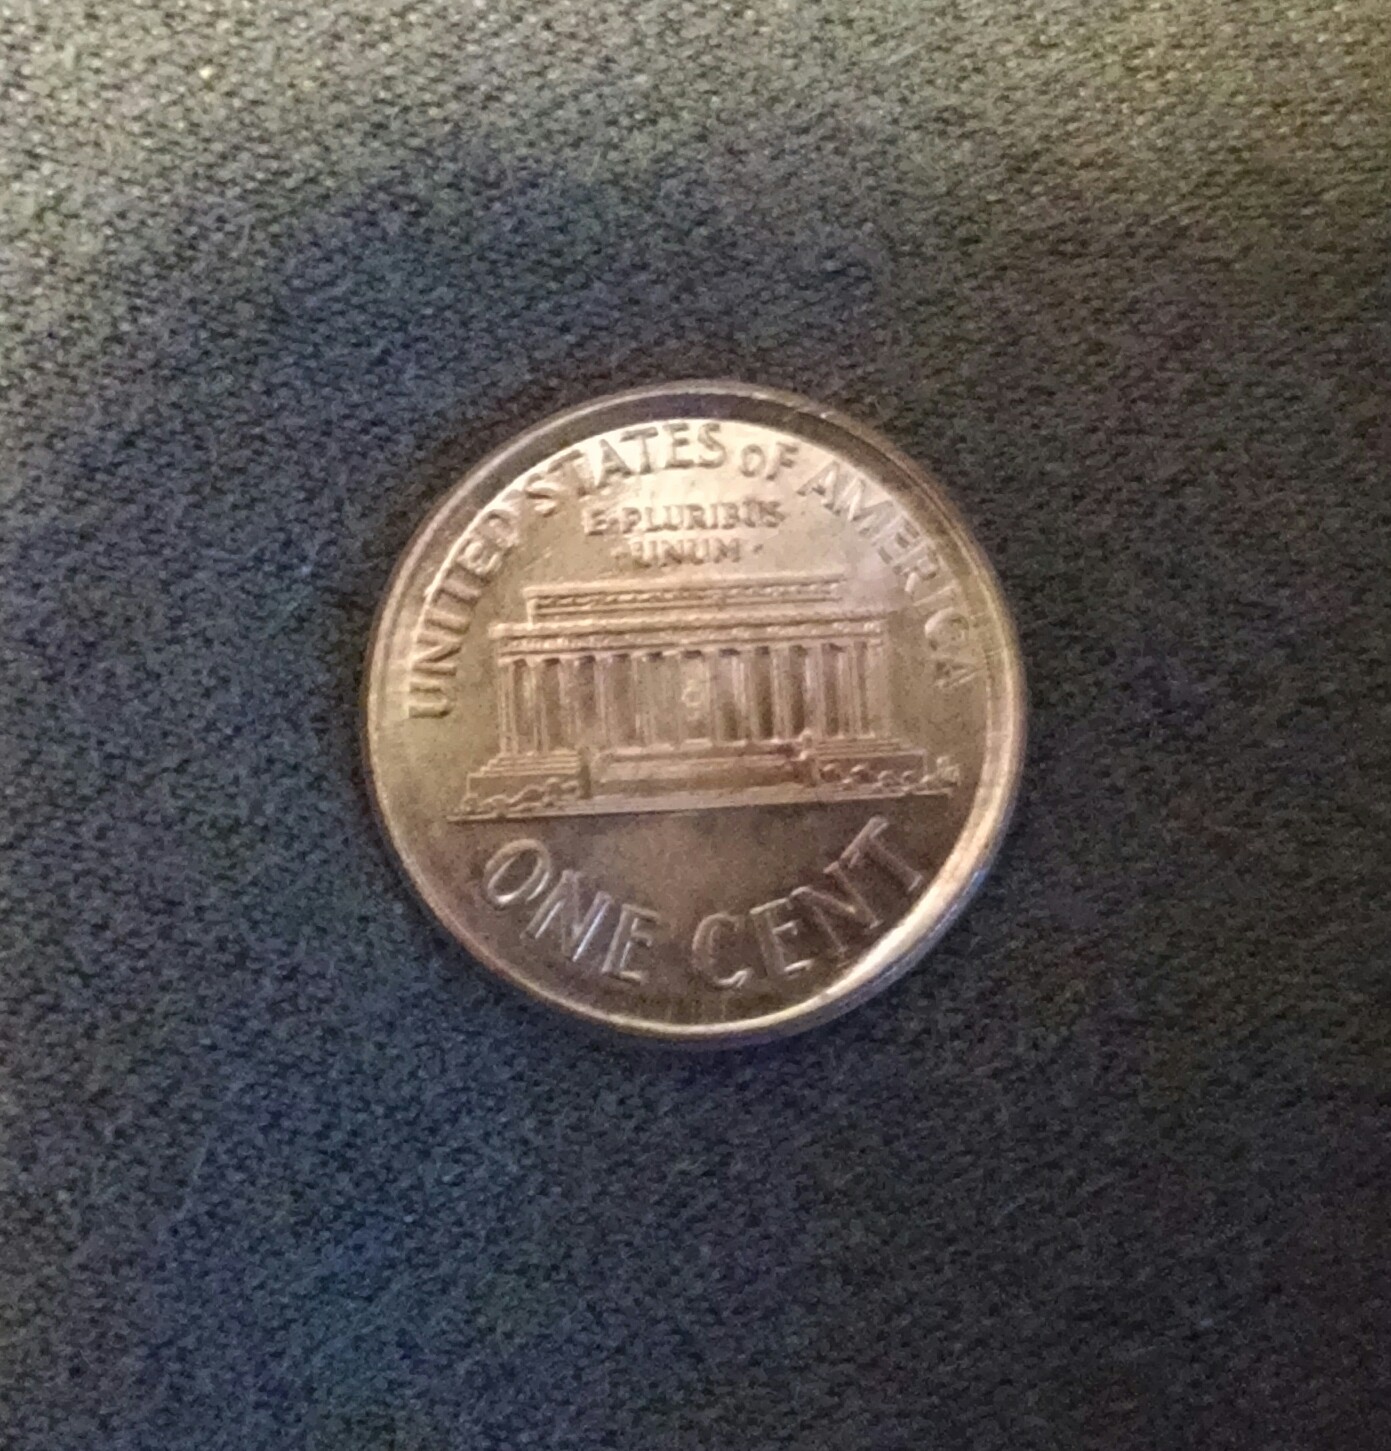 UNITED STATES OF AMERICA
E·PLURIBUS
·UNUM·
ONE CENT